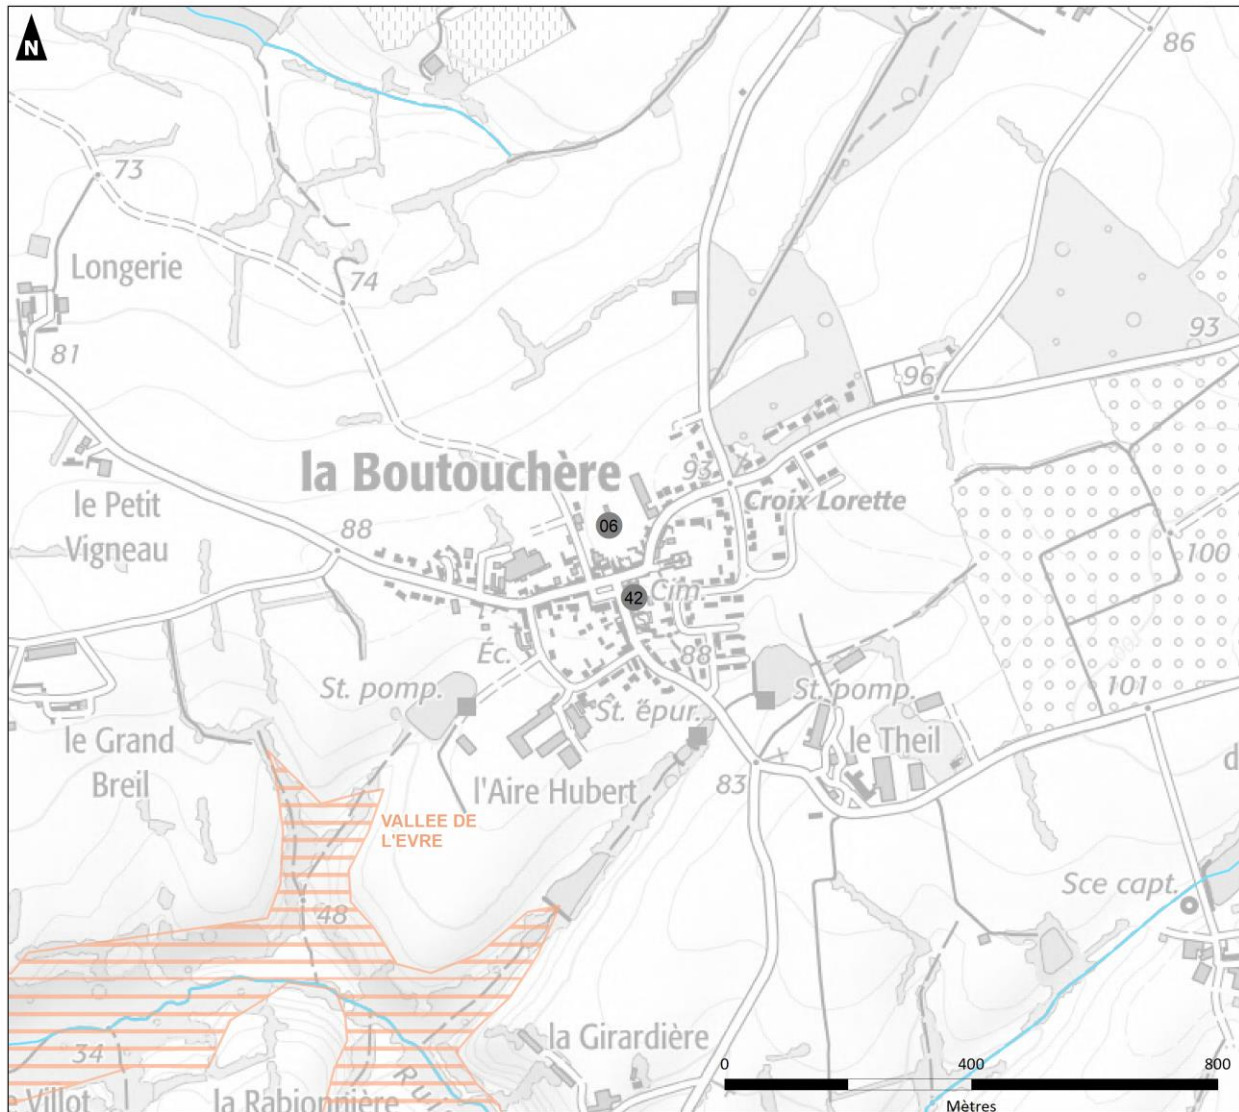 N
86
73
Longerie
74
81
93
96
la Boutouchère
93
Croix Lorette
le Petit
Vigneau
88
06
100
42
Cim.
Éc.
88
St. pomp.
St. pomp.
101
St. épur.
le Grand
Breil
le Theil
83
l'Aire Hubert
VALLEE DE
L'EVRE
Sce capt.
48
la Girardière
34
0
400
800
Mètres
Villot
la Rabionnière